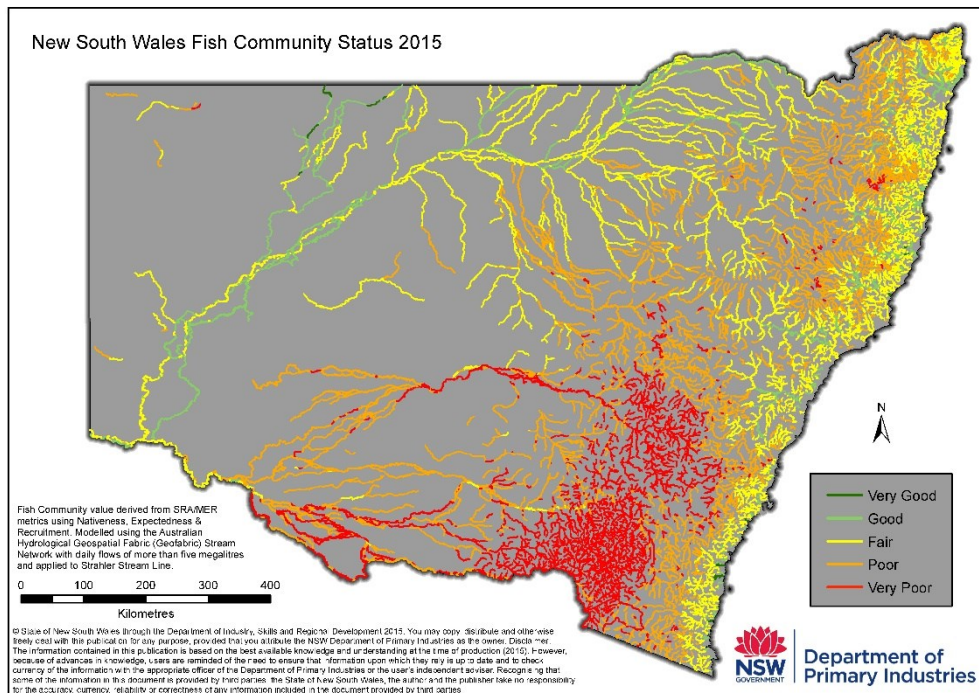 New South Wales Fish Community Status 2015
N
Very Good
Good
Fair
Poor
Very Poor
Fish Community value derived from SRA/MER
metrics using Nativeness, Expectedness &
Recruitment. Modelled using the Australian
Hydrological Geospatial Fabric (Geofabric) Stream
Network with daily flows of more than five megalitres
and applied to Strahler Stream Line.
0 50 100 200 300 400
Kilometres
© State of New South Wales through the Department of Industry, Skills and Regional Development 2015. You may copy, distribute and otherwise
freely deal with this publication for any purpose, provided that you attribute the NSW Department of Primary Industries as the owner. Disclaimer:
The information contained in this publication is based on the best available knowledge and understanding at the time of production (2015). However,
because of advances in knowledge, users are reminded of the need to ensure that information upon which they rely is up to date and to check
currency of the information with the appropriate officer of the Department of Primary Industries or the user's independent adviser. Recognising that
some of the information in this document is provided by third parties, the State of New South Wales, the author and the publisher take no responsibility
for the accuracy, currency, reliability or correctness of any information included in the document provided by third parties
NSW
GOVERNMENT
Department of
Primary Industries